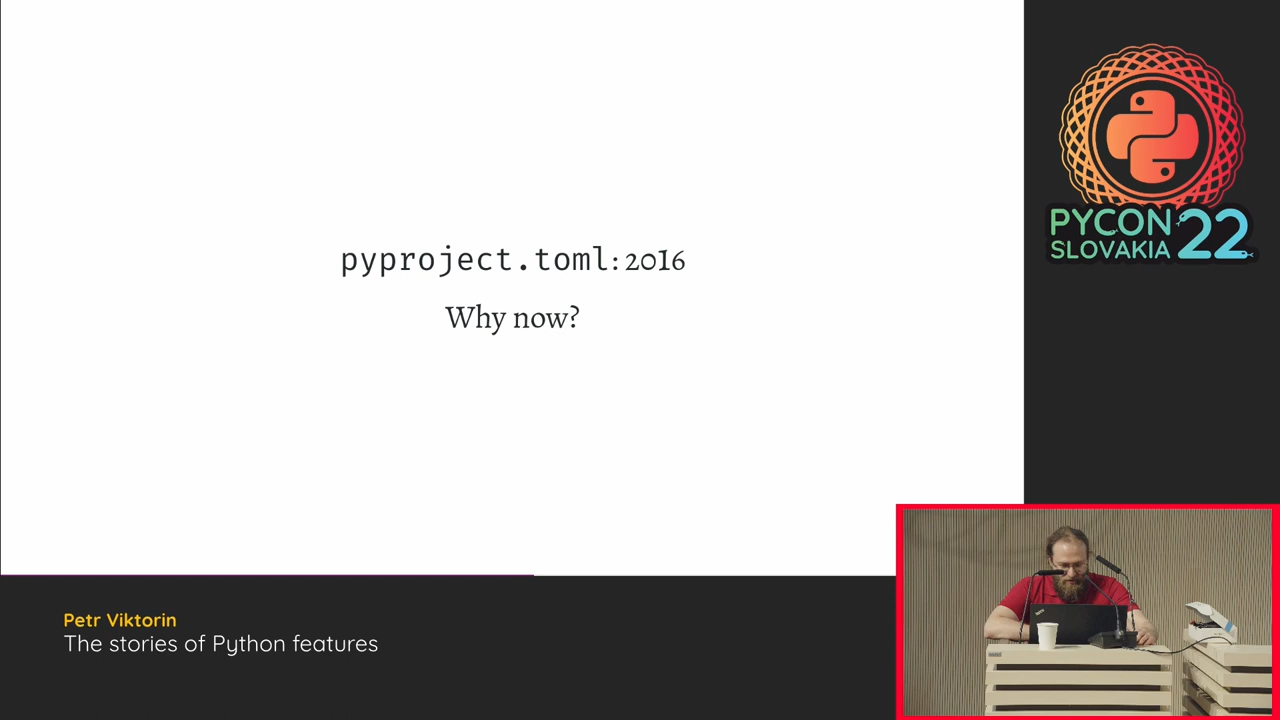 pyproject.toml: 2016
Why now?
PYCON 22
SLOVAKIA
Petr Viktorin
The stories of Python features